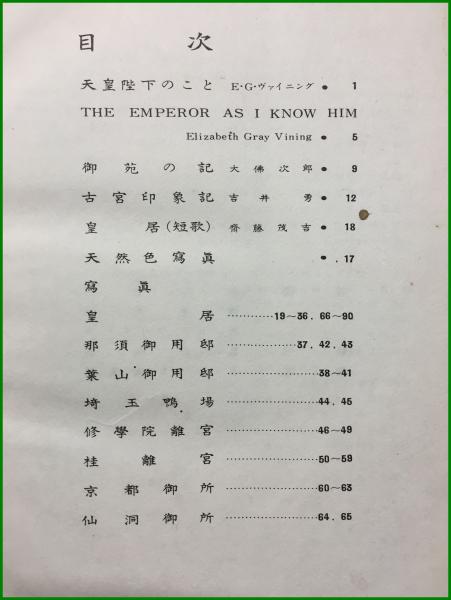 目次
天皇陛下のこと E・G・ヴァイニング • 1
THE EMPEROR AS I KNOW HIM
Elizabeth Gray Vining • 5
御苑の記 大佛次郎 • 9
古宮印象記 吉井勇 • 12
皇居(短歌) 齋藤茂吉 • 18
天然色寫眞 • .17
寫眞
皇居 …………19~36. 66~90
那須御用邸 …………………37. 42. 43
葉山御用邸 ……………………38~41
埼玉鴨場 ……………………44. 45
修學院離宮 ……………………46~49
桂離宮 ……………………50~59
京都御所 ……………………60~63
仙洞御所 ……………………64. 65